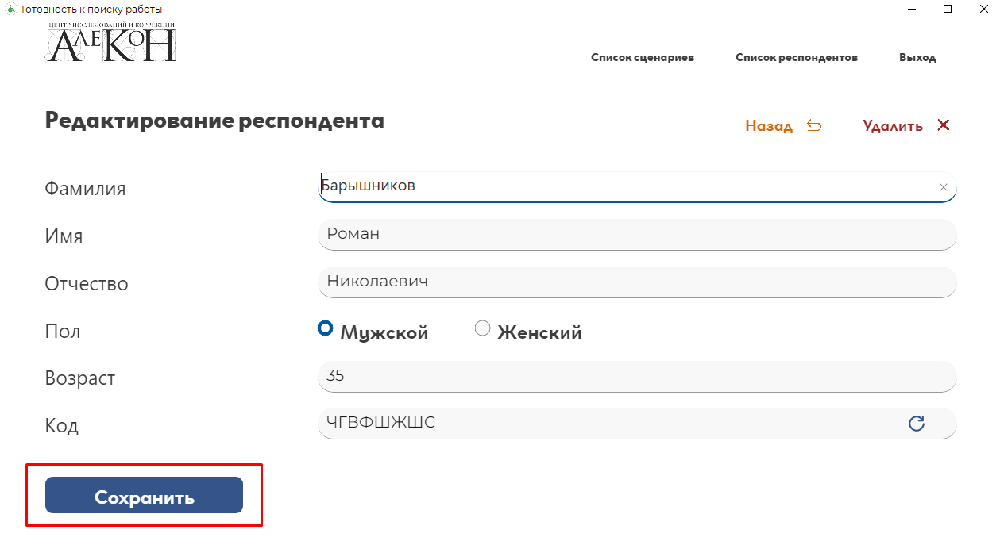 Готовность к поиску работы
ЦЕНТР ИССЛЕДОВАНИЙ И КОРРЕКЦИИ
АЛЕКОН
Список сценариев Список респондентов Выход
Редактирование респондента
Назад Удалить
Фамилия Барышников
Имя Роман
Отчество Николаевич
Пол Мужской Женский
Возраст 35
Код ЧГВФШЖШС
Сохранить